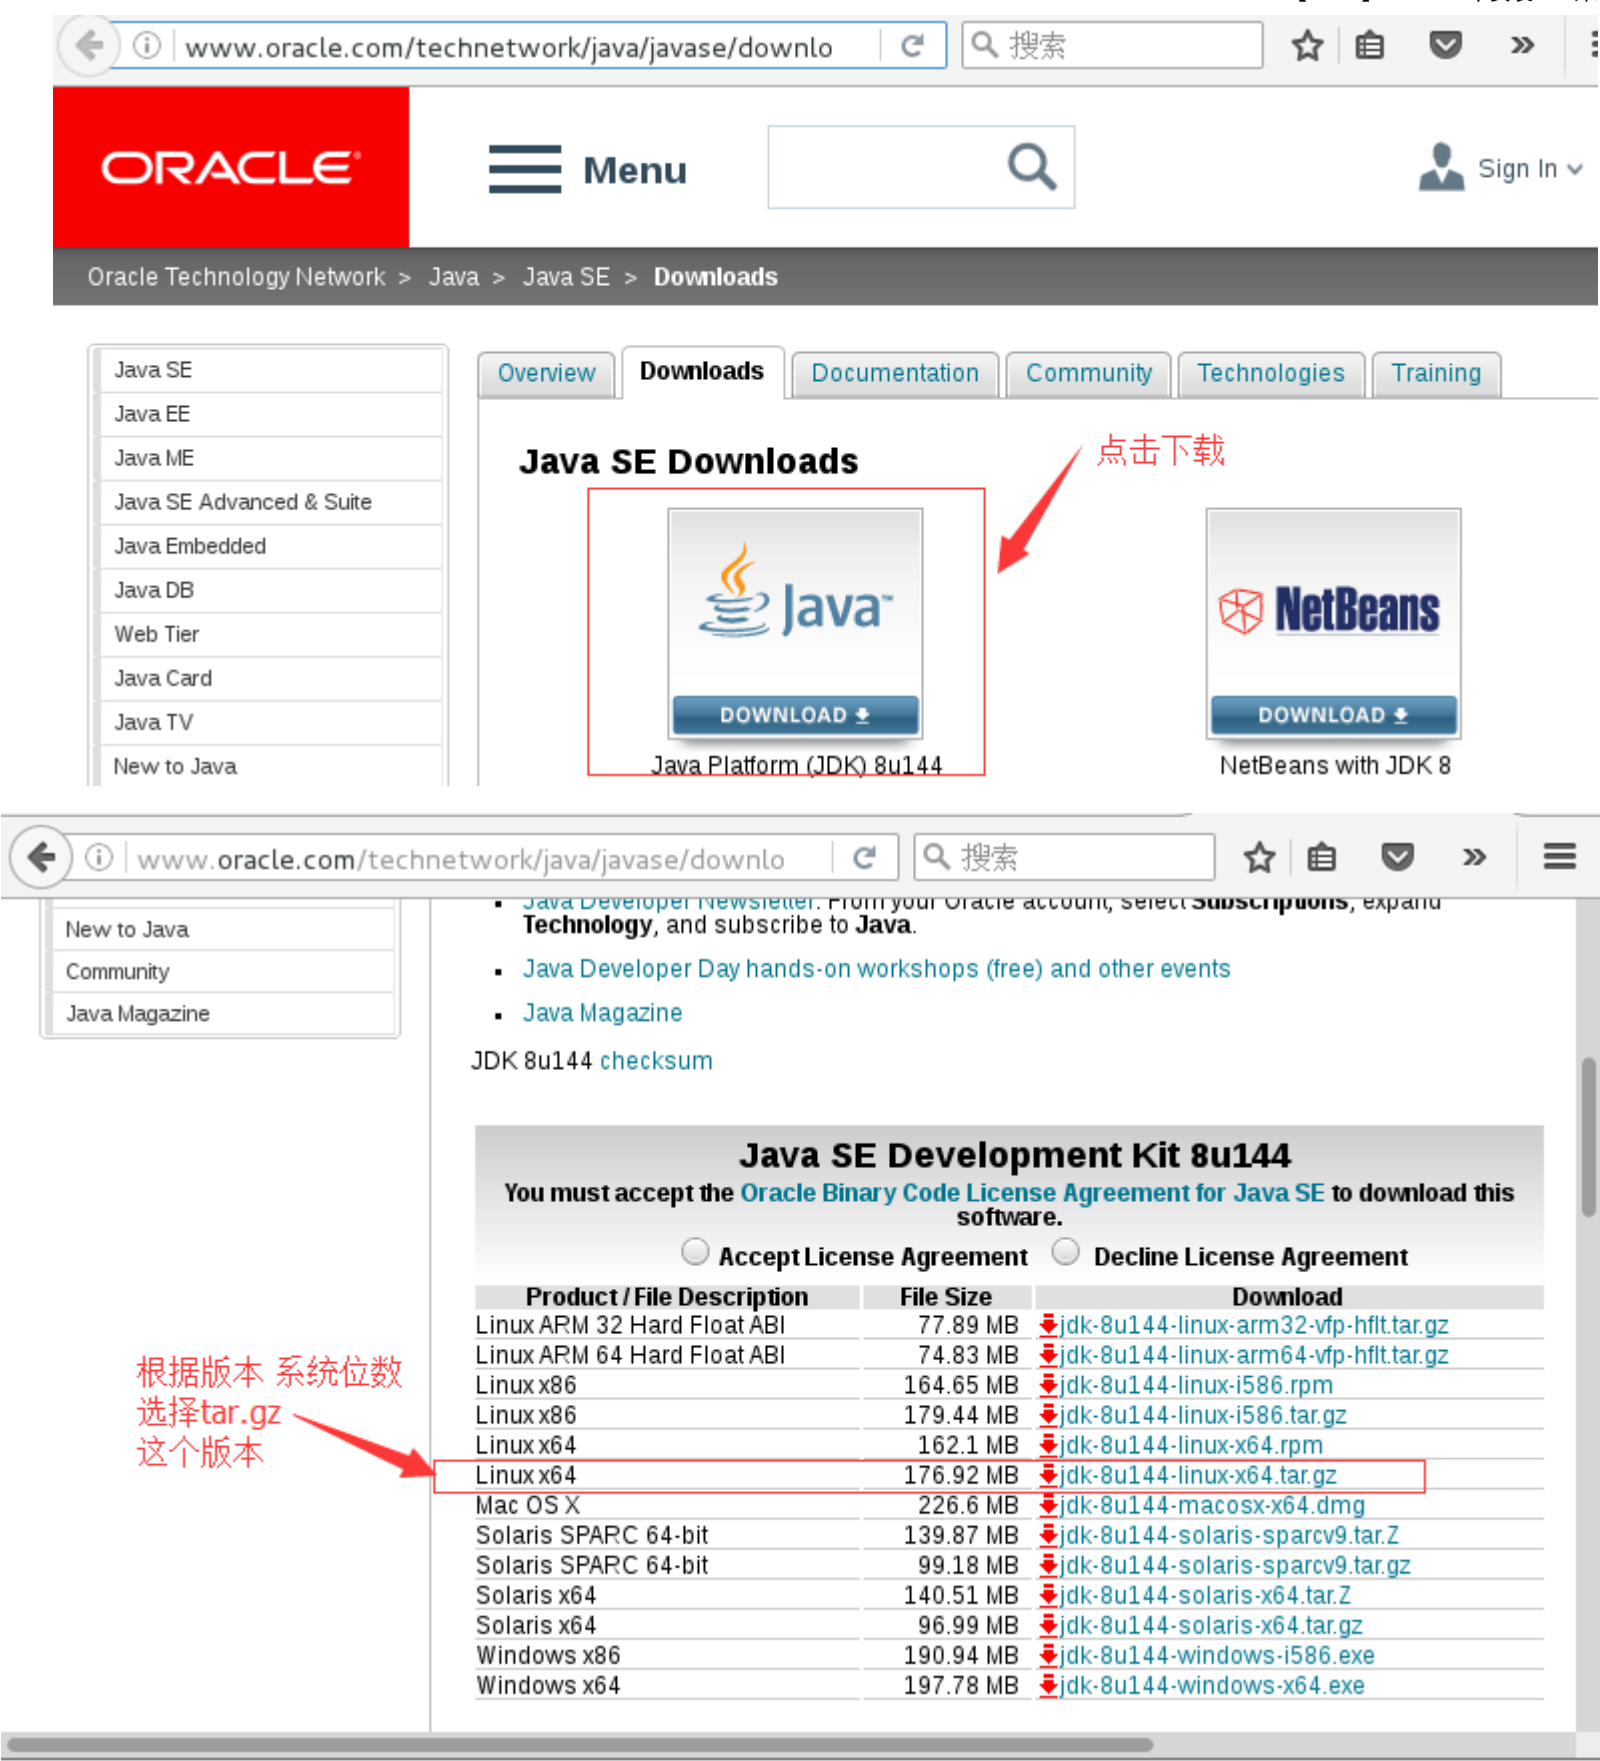 www.oracle.com/technetwork/java/javase/downlo
搜索
ORACLE
Menu
Sign In
Oracle Technology Network > Java > Java SE > Downloads
Java SE
Java EE
Java ME
Java SE Advanced & Suite
Java Embedded
Java DB
Web Tier
Java Card
Java TV
New to Java
Overview Downloads Documentation Community Technologies Training
Java SE Downloads
点击下载
Java™
DOWNLOAD
Java Platform (JDK) 8u144
NetBeans
DOWNLOAD
NetBeans with JDK 8
www.oracle.com/technetwork/java/javase/downlo
搜索
New to Java
Community
Java Magazine
Java Developer Newsletter: From your Oracle account, select Subscriptions, expand
Technology, and subscribe to Java.
Java Developer Day hands-on workshops (free) and other events
Java Magazine
JDK 8u144 checksum
Java SE Development Kit 8u144
You must accept the Oracle Binary Code License Agreement for Java SE to download this
software.
Accept License Agreement Decline License Agreement
Product / File Description File Size Download
Linux ARM 32 Hard Float ABI 77.89 MB jdk-8u144-linux-arm32-vfp-hflt.tar.gz
Linux ARM 64 Hard Float ABI 74.83 MB jdk-8u144-linux-arm64-vfp-hflt.tar.gz
Linux x86 164.65 MB jdk-8u144-linux-i586.rpm
Linux x86 179.44 MB jdk-8u144-linux-i586.tar.gz
Linux x64 162.1 MB jdk-8u144-linux-x64.rpm
Linux x64 176.92 MB jdk-8u144-linux-x64.tar.gz
Mac OS X 226.6 MB jdk-8u144-macosx-x64.dmg
Solaris SPARC 64-bit 139.87 MB jdk-8u144-solaris-sparcv9.tar.Z
Solaris SPARC 64-bit 99.18 MB jdk-8u144-solaris-sparcv9.tar.gz
Solaris x64 140.51 MB jdk-8u144-solaris-x64.tar.Z
Solaris x64 96.99 MB jdk-8u144-solaris-x64.tar.gz
Windows x86 190.94 MB jdk-8u144-windows-i586.exe
Windows x64 197.78 MB jdk-8u144-windows-x64.exe
根据版本 系统位数
选择tar.gz
这个版本